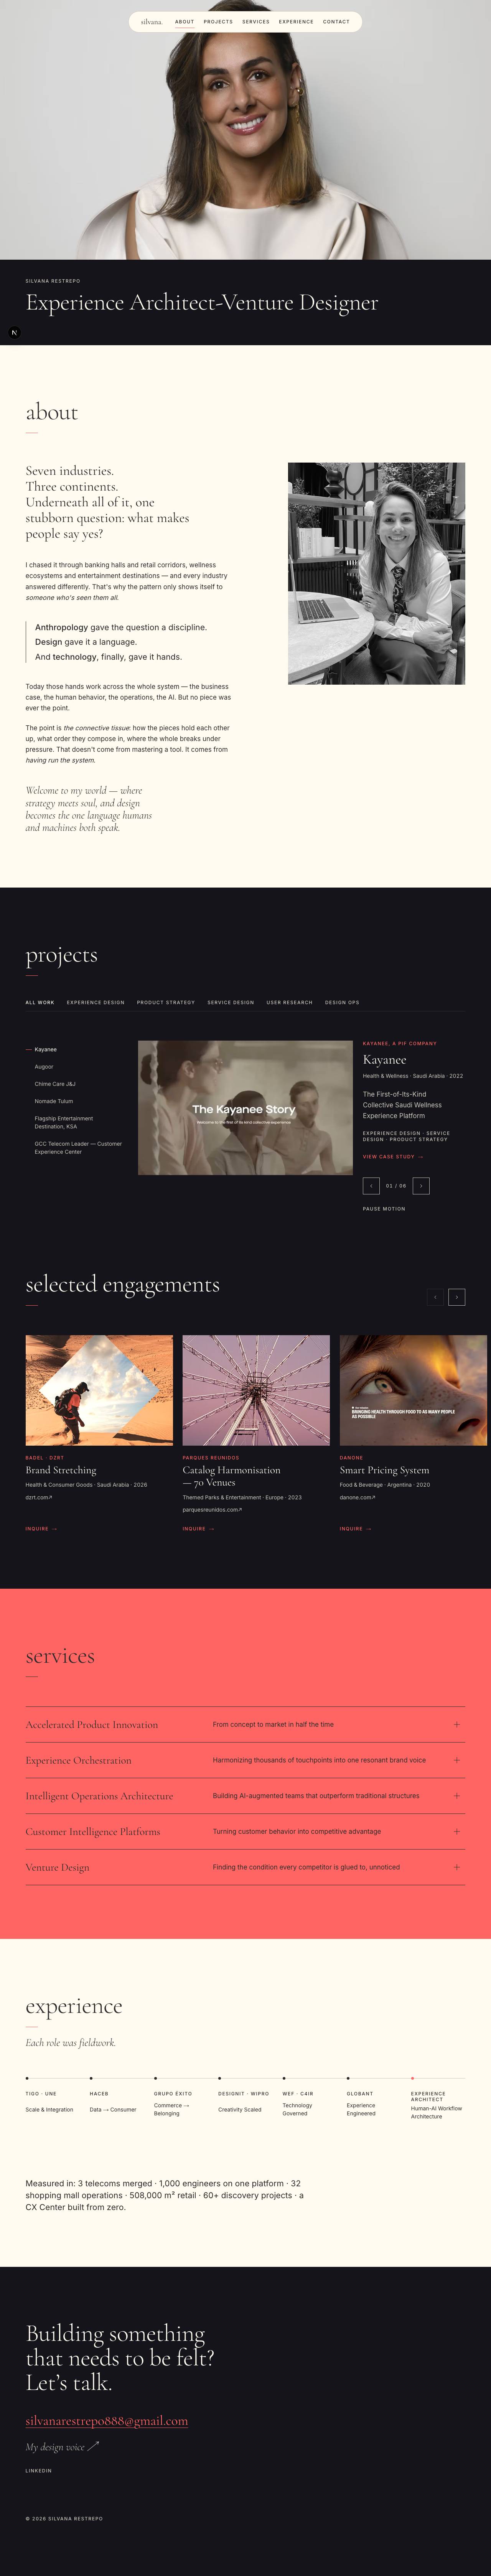 silvana.
ABOUT
PROJECTS
SERVICES
EXPERIENCE
CONTACT
SILVANA RESTREPO
Experience Architect-Venture Designer
N
about
Seven industries.
Three continents.
Underneath all of it, one
stubborn question: what makes
people say yes?
I chased it through banking halls and retail corridors, wellness
ecosystems and entertainment destinations — and every industry
answered differently. That's why the pattern only shows itself to
someone who's seen them all.
Anthropology gave the question a discipline.
Design gave it a language.
And technology, finally, gave it hands.
Today those hands work across the whole system — the business
case, the human behavior, the operations, the AI. But no piece was
ever the point.
The point is the connective tissue: how the pieces hold each other
up, what order they compose in, where the whole breaks under
pressure. That doesn't come from mastering a tool. It comes from
having run the system.
Welcome to my world — where
strategy meets soul, and design
becomes the one language humans
and machines both speak.
projects
ALL WORK
EXPERIENCE DESIGN
PRODUCT STRATEGY
SERVICE DESIGN
USER RESEARCH
DESIGN OPS
Kayanee
Augoor
Chime Care J&J
Nomade Tulum
Flagship Entertainment
Destination, KSA
GCC Telecom Leader — Customer
Experience Center
The Kayanee Story
Welcome to the first of its kind collective experience
KAYANEE, A PIF COMPANY
Kayanee
Health & Wellness · Saudi Arabia · 2022
The First-of-Its-Kind
Collective Saudi Wellness
Experience Platform
EXPERIENCE DESIGN · SERVICE
DESIGN · PRODUCT STRATEGY
VIEW CASE STUDY →
‹ 01 / 06 ›
PAUSE MOTION
selected engagements
‹ ›
BADEL · DZRT
Brand Stretching
Health & Consumer Goods · Saudi Arabia · 2026
dzrt.com↗
INQUIRE →
PARQUES REUNIDOS
Catalog Harmonisation
— 70 Venues
Themed Parks & Entertainment · Europe · 2023
parquesreunidos.com↗
INQUIRE →
BRINGING HEALTH THROUGH FOOD TO AS MANY PEOPLE
AS POSSIBLE
DANONE
Smart Pricing System
Food & Beverage · Argentina · 2020
danone.com↗
INQUIRE →
services
Accelerated Product Innovation
From concept to market in half the time
+
Experience Orchestration
Harmonizing thousands of touchpoints into one resonant brand voice
+
Intelligent Operations Architecture
Building AI-augmented teams that outperform traditional structures
+
Customer Intelligence Platforms
Turning customer behavior into competitive advantage
+
Venture Design
Finding the condition every competitor is glued to, unnoticed
+
experience
Each role was fieldwork.
TIGO · UNE
Scale & Integration
HACEB
Data → Consumer
GRUPO ÉXITO
Commerce →
Belonging
DESIGNIT · WIPRO
Creativity Scaled
WEF · C4IR
Technology
Governed
GLOBANT
Experience
Engineered
EXPERIENCE
ARCHITECT
Human-AI Workflow
Architecture
Measured in: 3 telecoms merged · 1,000 engineers on one platform · 32
shopping mall operations · 508,000 m² retail · 60+ discovery projects · a
CX Center built from zero.
Building something
that needs to be felt?
Let's talk.
silvanarestrepo888@gmail.com
My design voice ↗
LINKEDIN
© 2026 SILVANA RESTREPO